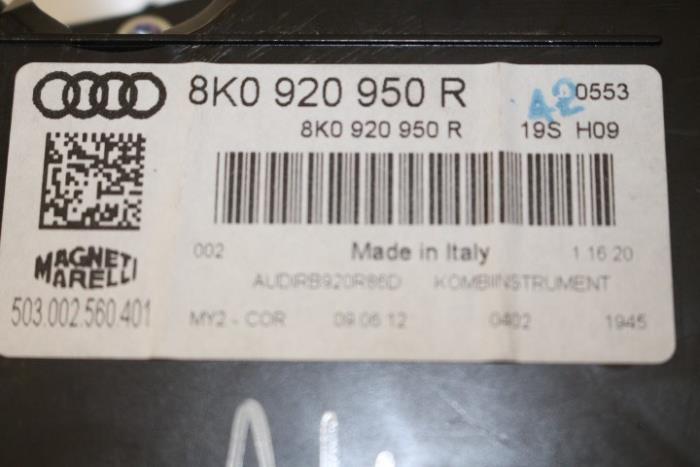 8K0 920 950 R A2 0553
8K0 920 950 R 19S H09
MAGNETI
MARELLI
503.002.560.401
002 Made in Italy 1 16 20
KOMBIINSTRUMENT
MY2 - COR 09.06.12 0402 1945